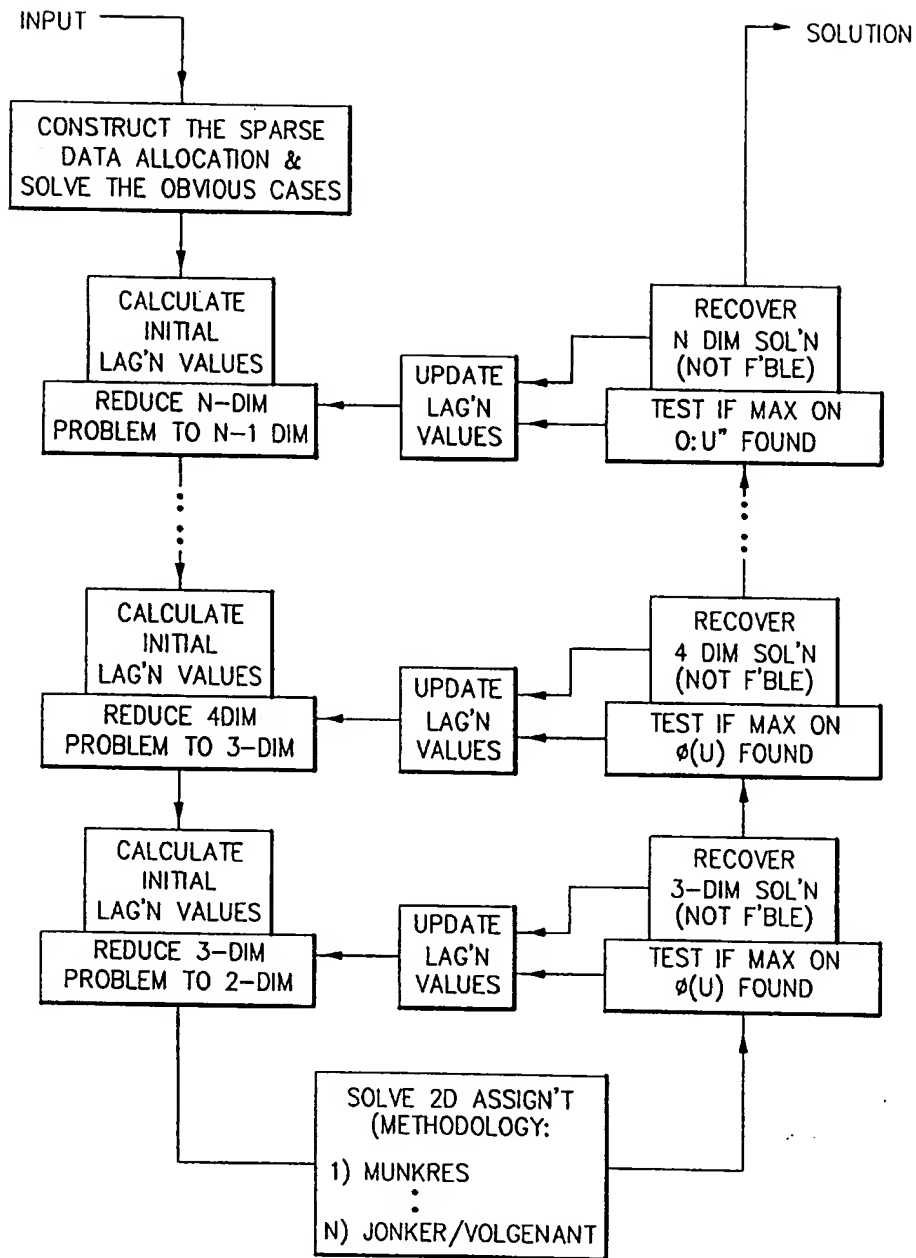 INPUT
SOLUTION
CONSTRUCT THE SPARSE
DATA ALLOCATION &
SOLVE THE OBVIOUS CASES
CALCULATE
INITIAL
LAG'N VALUES
REDUCE N-DIM
PROBLEM TO N-1 DIM
UPDATE
LAG'N
VALUES
RECOVER
N DIM SOL'N
(NOT F'BLE)
TEST IF MAX ON
O:U" FOUND
CALCULATE
INITIAL
LAG'N VALUES
REDUCE 4DIM
PROBLEM TO 3-DIM
UPDATE
LAG'N
VALUES
RECOVER
4 DIM SOL'N
(NOT F'BLE)
TEST IF MAX ON
ø(U) FOUND
CALCULATE
INITIAL
LAG'N VALUES
REDUCE 3-DIM
PROBLEM TO 2-DIM
UPDATE
LAG'N
VALUES
RECOVER
3-DIM SOL'N
(NOT F'BLE)
TEST IF MAX ON
ø(U) FOUND
SOLVE 2D ASSIGN'T
(METHODOLOGY:
1) MUNKRES
⋮
N) JONKER/VOLGENANT